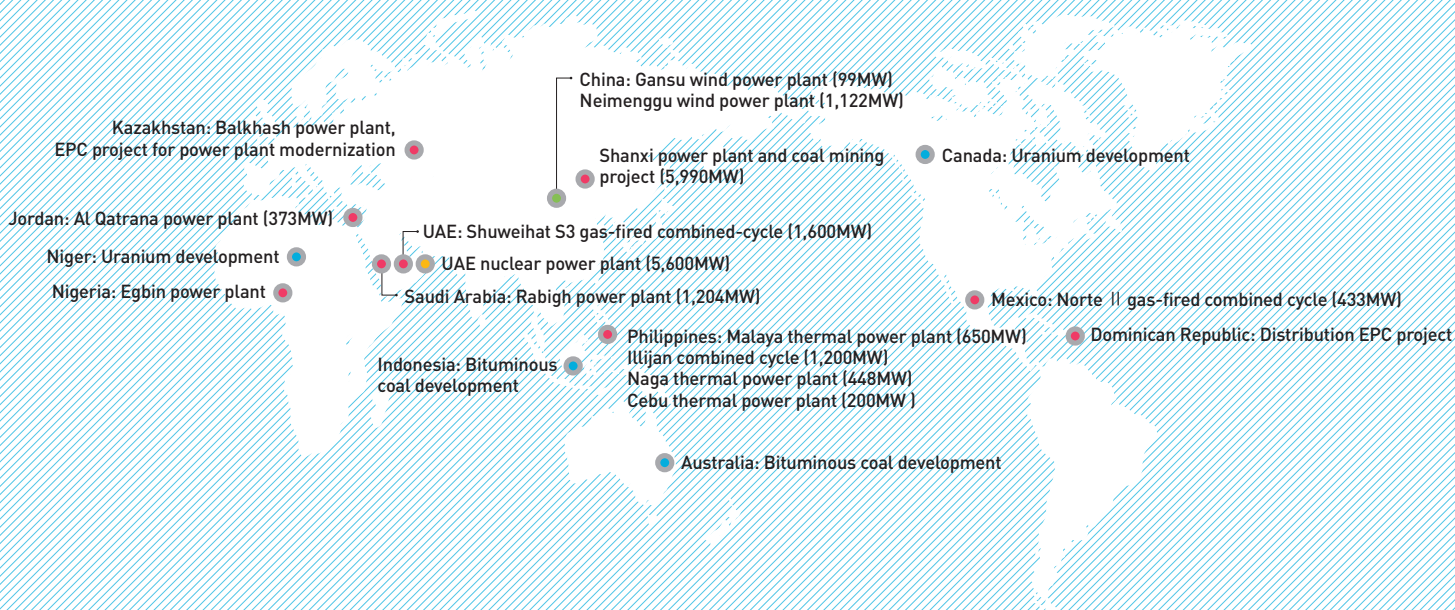 China: Gansu wind power plant (99MW)
Neimenggu wind power plant (1,122MW)
Kazakhstan: Balkhash power plant,
EPC project for power plant modernization
Shanxi power plant and coal mining
project (5,990MW)
Canada: Uranium development
Jordan: Al Qatrana power plant (373MW)
UAE: Shuweihat S3 gas-fired combined-cycle (1,600MW)
Niger: Uranium development
UAE nuclear power plant (5,600MW)
Nigeria: Egbin power plant
Saudi Arabia: Rabigh power plant (1,204MW)
Mexico: Norte Ⅱ gas-fired combined cycle (433MW)
Dominican Republic: Distribution EPC project
Philippines: Malaya thermal power plant (650MW)
Illijan combined cycle (1,200MW)
Naga thermal power plant (448MW)
Cebu thermal power plant (200MW )
Indonesia: Bituminous
coal development
Australia: Bituminous coal development